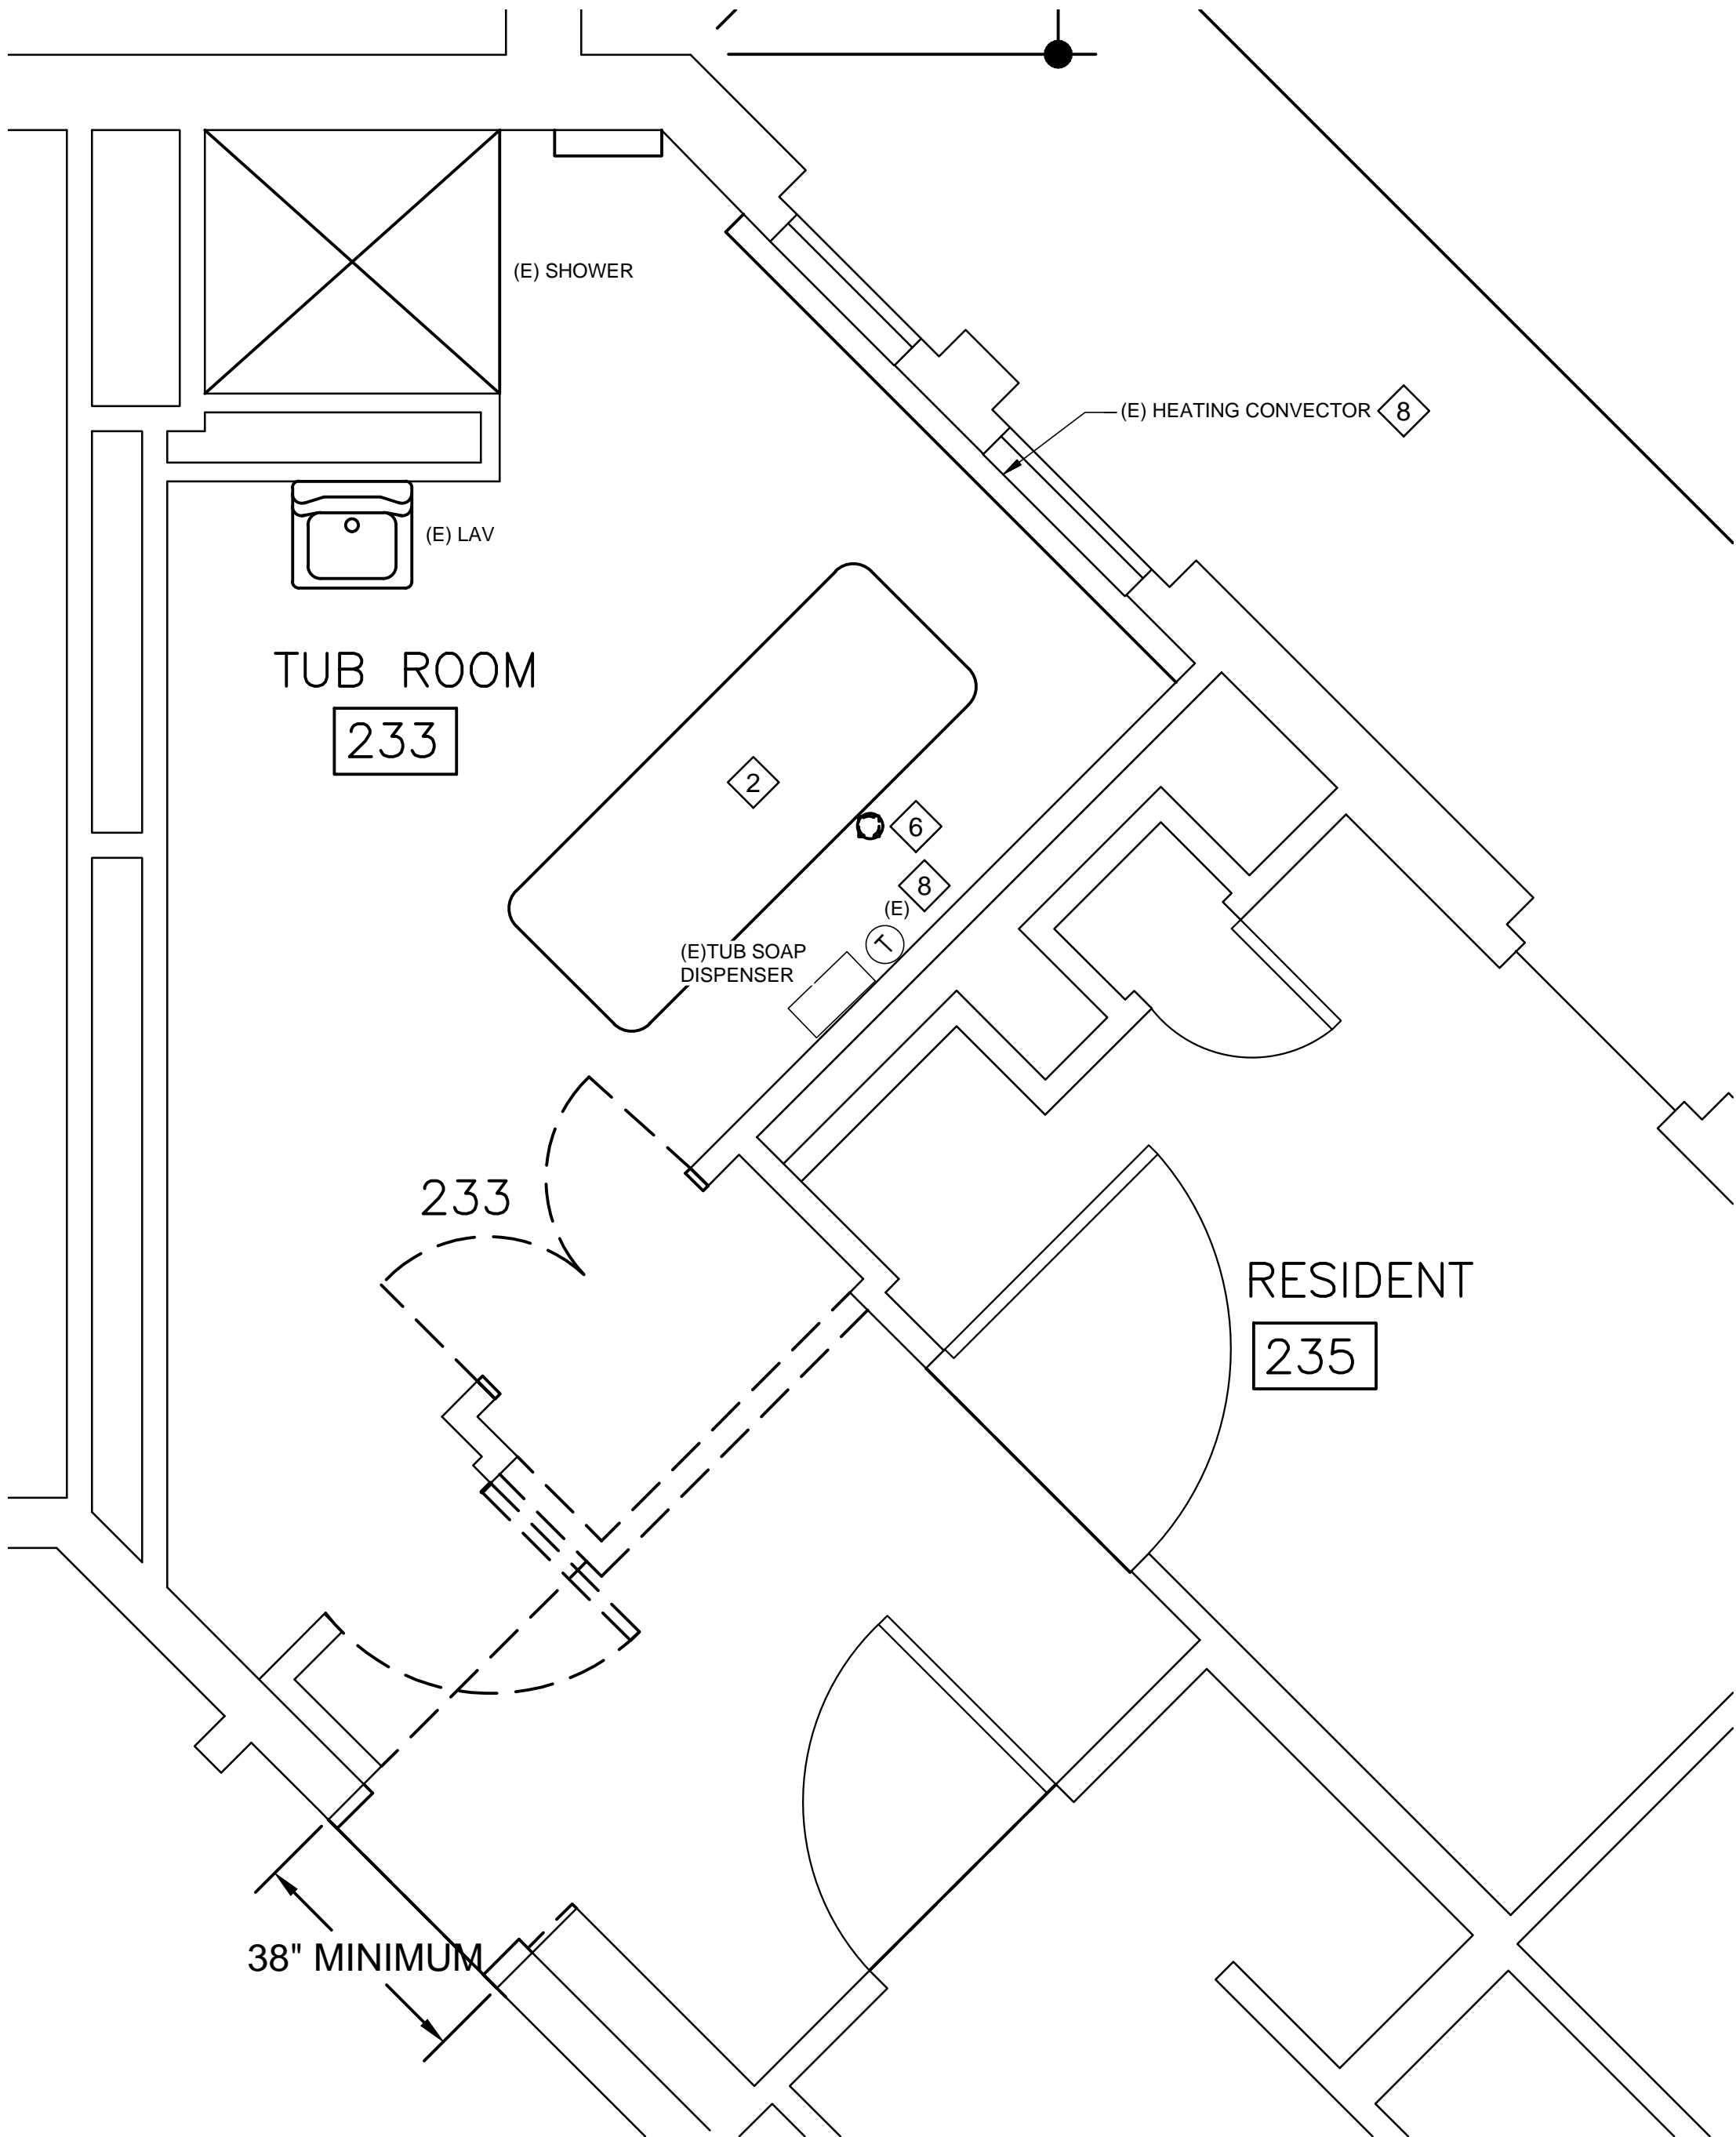 (E) SHOWER
(E) HEATING CONVECTOR 8
(E) LAV
TUB ROOM
233
2
6
8
(E)
T
(E)TUB SOAP
DISPENSER
233
RESIDENT
235
38" MINIMUM